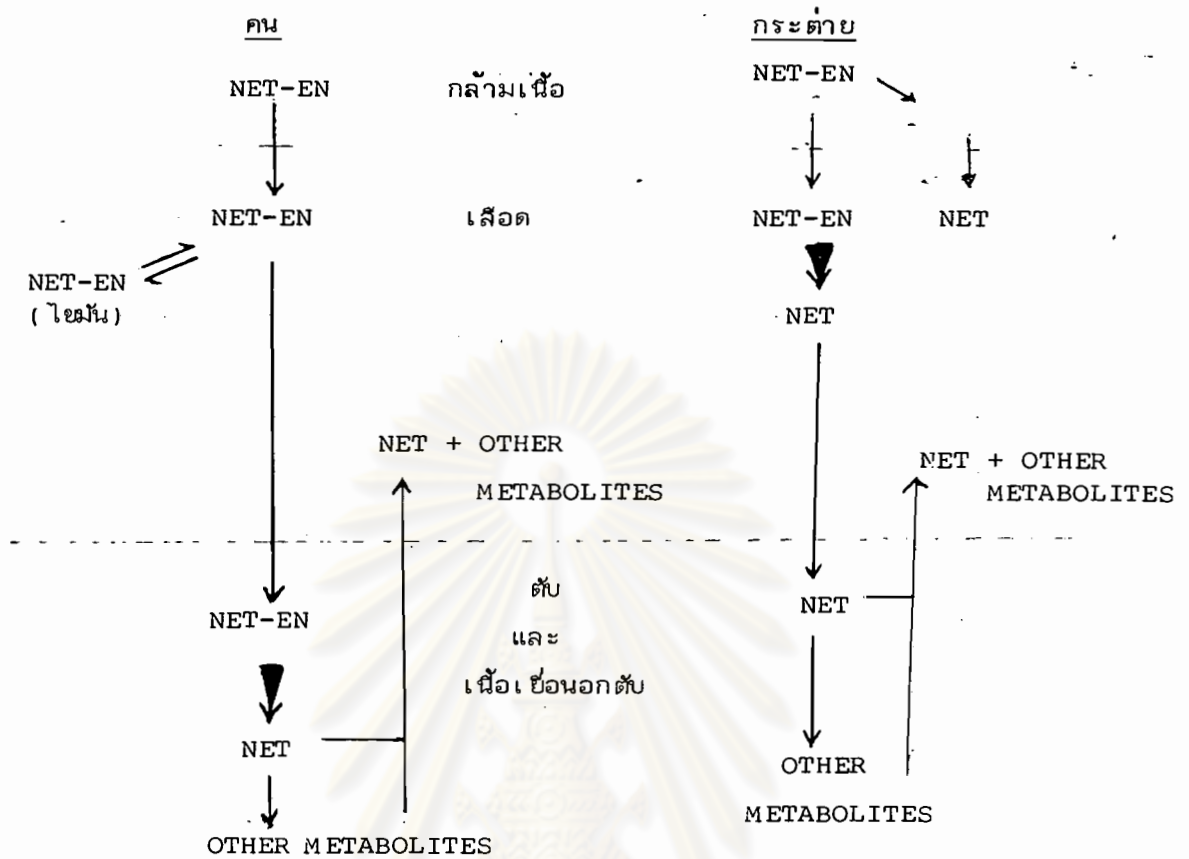 คน กระต่าย
NET-EN กล้ามเนื้อ NET-EN
NET-EN เลือด NET-EN NET
NET-EN
(ไขมัน)
NET
NET + OTHER
METABOLITES
NET + OTHER
METABOLITES
ตับ
NET
NET-EN
และ
เนื้อเยื่อนอกตับ
NET
OTHER
METABOLITES
OTHER METABOLITES